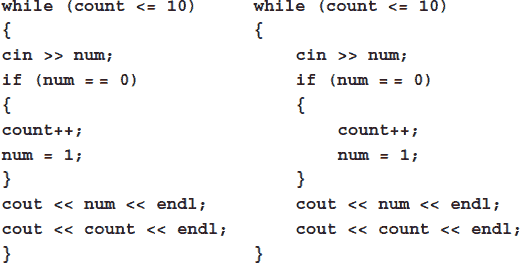 while (count <= 10)
{
cin >> num;
if (num == 0)
{
count++;
num = 1;
}
cout << num << endl;
cout << count << endl;
}
while (count <= 10)
{
    cin >> num;
    if (num == 0)
    {
        count++;
        num = 1;
    }
    cout << num << endl;
    cout << count << endl;
}